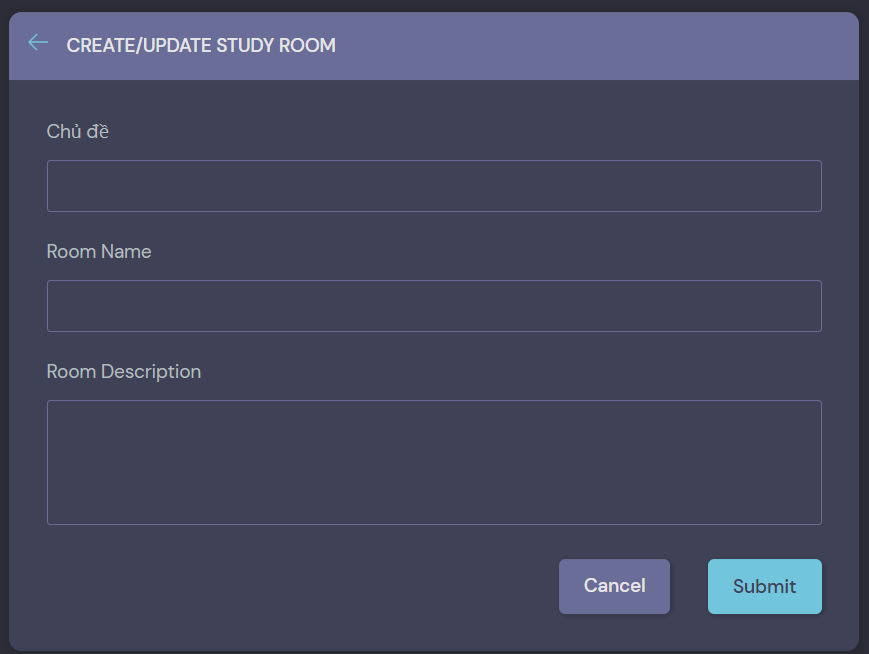 CREATE/UPDATE STUDY ROOM
Chủ đề
Room Name
Room Description
Cancel
Submit